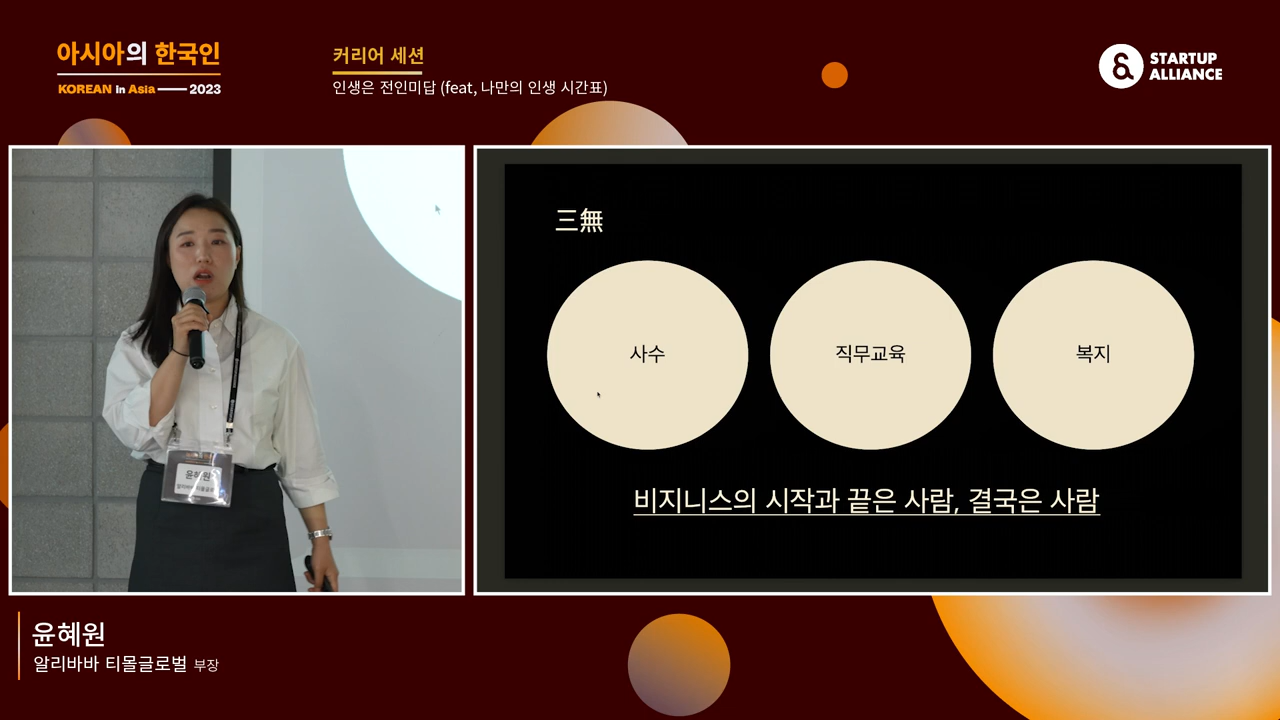 아시아의 한국인
KOREAN in Asia 2023
커리어 세션
인생은 전인미답 (feat, 나만의 인생 시간표)
STARTUP
ALLIANCE
三無
사수
직무교육
복지
비지니스의 시작과 끝은 사람, 결국은 사람
윤혜원
윤혜원
알리바바 티몰글로벌 부장